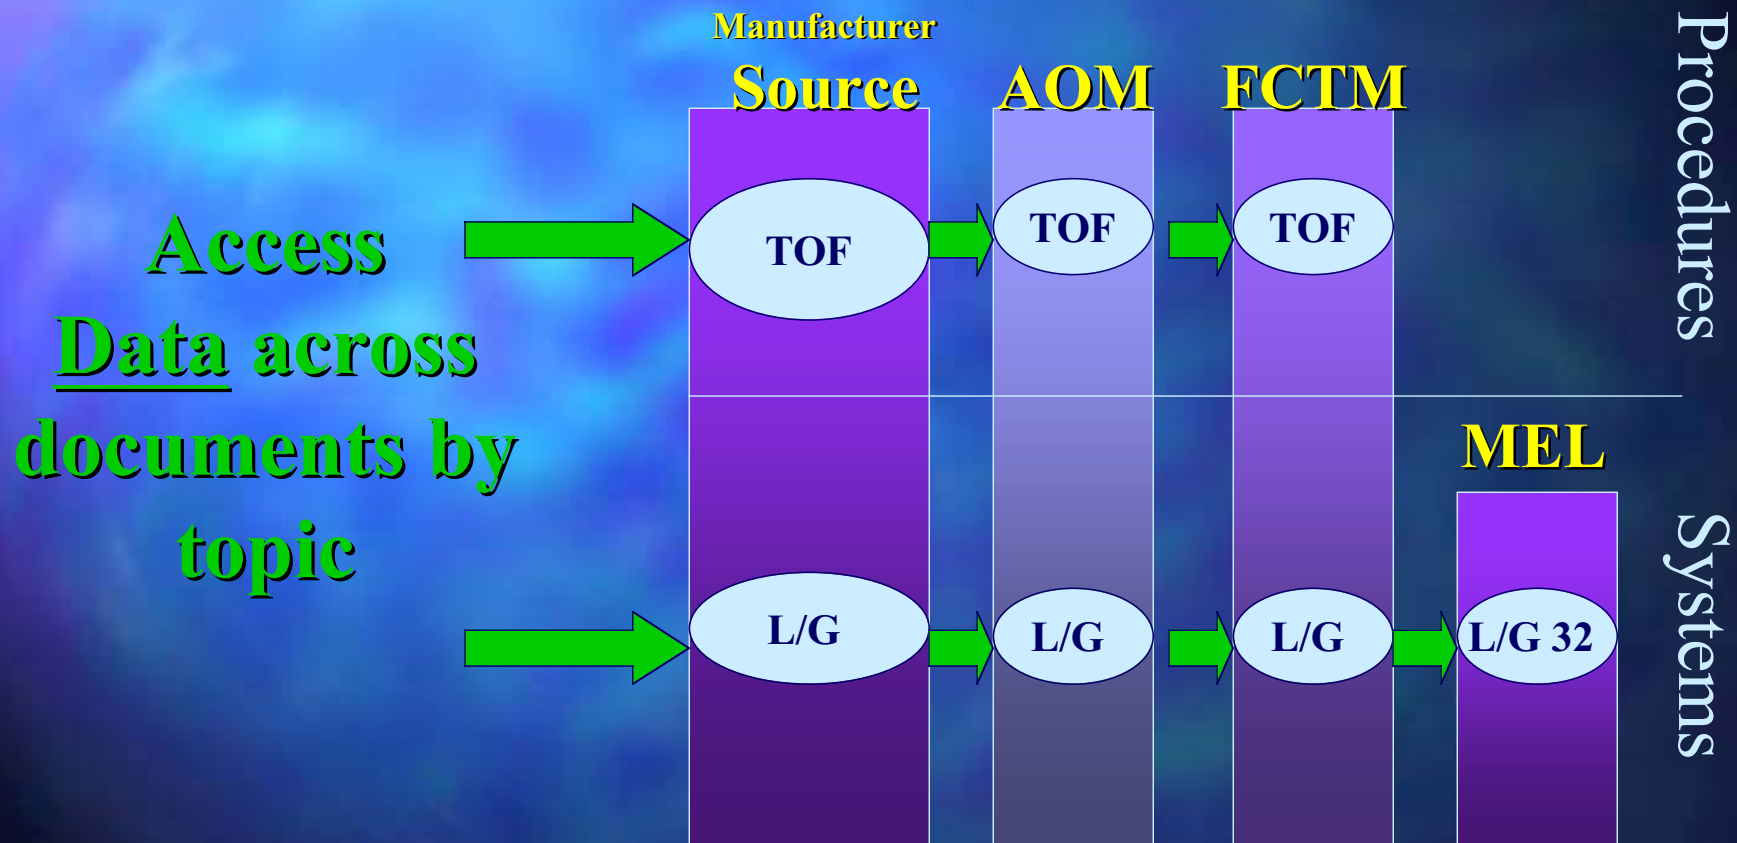 Manufacturer
Source
AOM
FCTM
Procedures
TOF
TOF
TOF
Access
Data across
documents by
topic
MEL
Systems
L/G
L/G
L/G
L/G 32